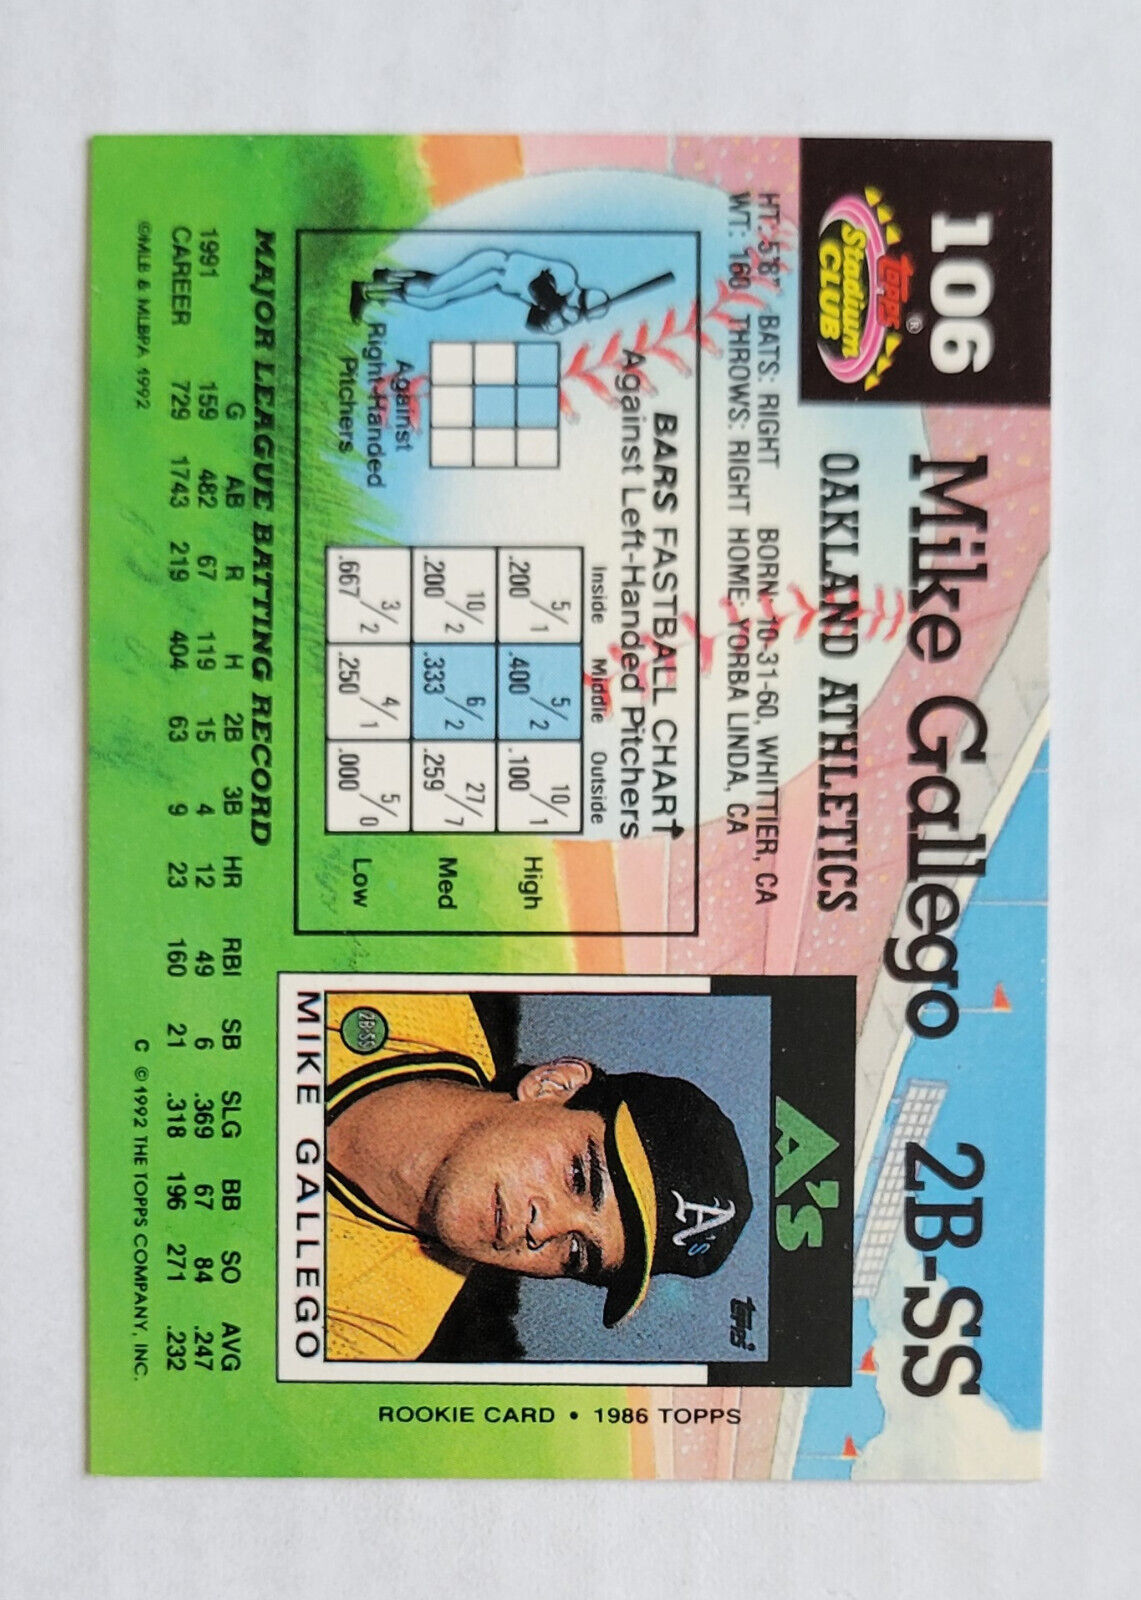 106
Topps®
Stadium
CLUB
Mike Gallego 2B-SS
OAKLAND ATHLETICS
HT: 5'8" BATS: RIGHT BORN: 10-31-60, WHITTIER, CA
WT: 160 THROWS: RIGHT HOME: YORBA LINDA, CA
BARS FASTBALL CHART
Against Left-Handed Pitchers
Inside Middle Outside
5/1 5/2 10/1
.200 .400 .100 High
10/2 6/2 27/7
.200 .333 .259 Med
3/2 4/1 5/0
.667 .250 .000 Low
Against
Right-Handed
Pitchers
A's
topps
A's
2B-SS
MIKE GALLEGO
ROOKIE CARD • 1986 TOPPS
MAJOR LEAGUE BATTING RECORD
G AB R H 2B 3B HR RBI SB SLG BB SO AVG
1991 159 482 67 119 15 4 12 49 6 .369 67 84 .247
CAREER 729 1743 219 404 63 9 23 160 21 .318 196 271 .232
©MLB & MLBPA 1992 C ©1992 THE TOPPS COMPANY, INC.